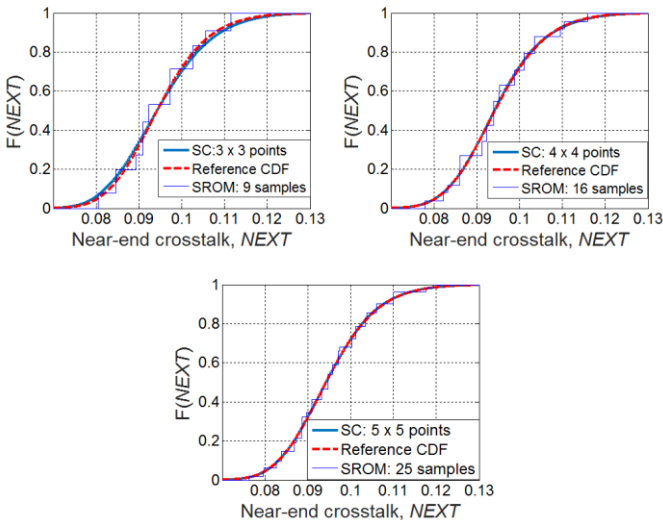 1
0.8
0.6
0.4
0.2
0
F(NEXT)
SC:3 x 3 points
Reference CDF
SROM: 9 samples
0.08 0.09 0.1 0.11 0.12 0.13
Near-end crosstalk, NEXT
1
0.8
0.6
0.4
0.2
0
F(NEXT)
SC: 4 x 4 points
Reference CDF
SROM: 16 samples
0.08 0.09 0.1 0.11 0.12 0.13
Near-end crosstalk, NEXT
1
0.8
0.6
0.4
0.2
0
F(NEXT)
SC: 5 x 5 points
Reference CDF
SROM: 25 samples
0.08 0.09 0.1 0.11 0.12 0.13
Near-end crosstalk, NEXT